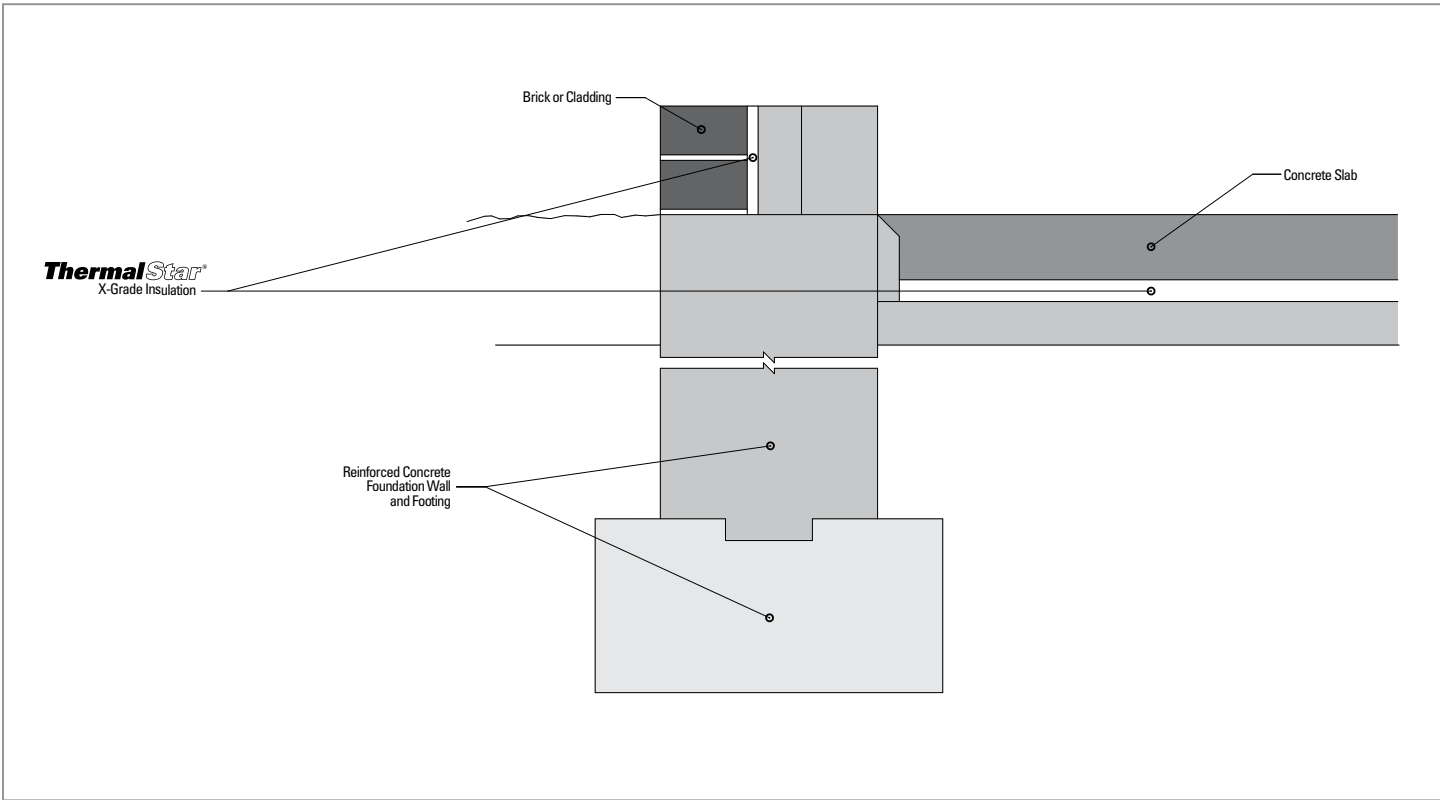 Brick or Cladding
Concrete Slab
ThermalStar®
X-Grade Insulation
Reinforced Concrete
Foundation Wall
and Footing